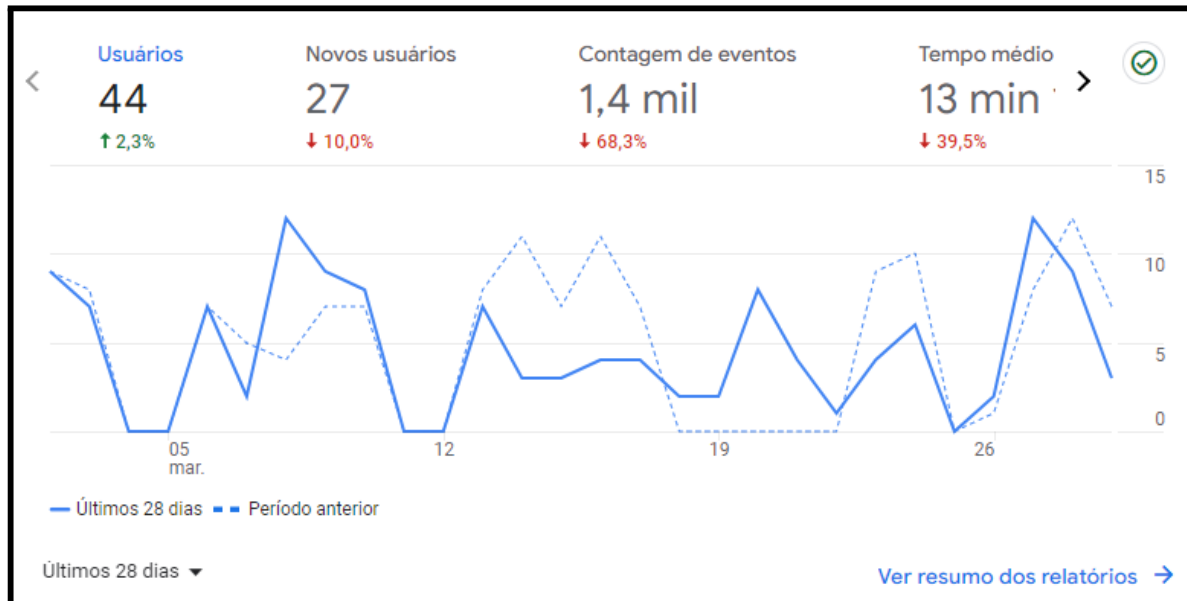 Usuários
44
↑ 2,3%
Novos usuários
27
↓ 10,0%
Contagem de eventos
1,4 mil
↓ 68,3%
Tempo médio
13 min
↓ 39,5%
15
10
5
0
05
mar.
12
19
26
Últimos 28 dias
Período anterior
Últimos 28 dias
Ver resumo dos relatórios